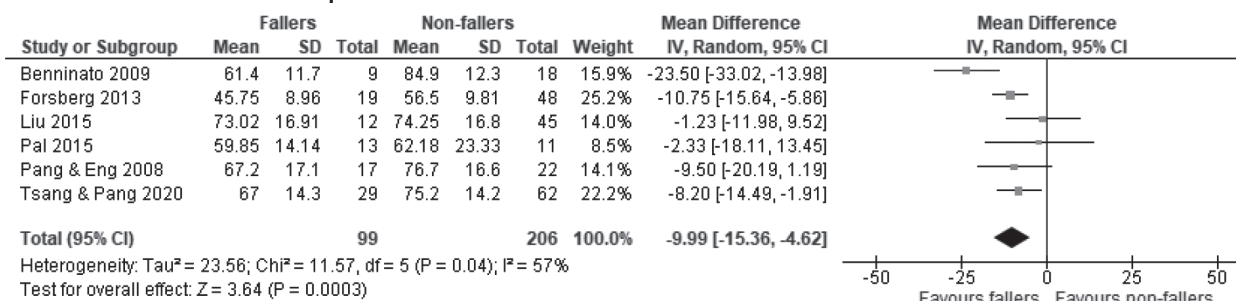 Fallers Non-fallers Mean Difference Mean Difference
Study or Subgroup Mean SD Total Mean SD Total Weight IV, Random, 95% CI IV, Random, 95% CI
Benninato 2009 61.4 11.7 9 84.9 12.3 18 15.9% -23.50 [-33.02, -13.98]
Forsberg 2013 45.75 8.96 19 56.5 9.81 48 25.2% -10.75 [-15.64, -5.86]
Liu 2015 73.02 16.91 12 74.25 16.8 45 14.0% -1.23 [-11.98, 9.52]
Pal 2015 59.85 14.14 13 62.18 23.33 11 8.5% -2.33 [-18.11, 13.45]
Pang & Eng 2008 67.2 17.1 17 76.7 16.6 22 14.1% -9.50 [-20.19, 1.19]
Tsang & Pang 2020 67 14.3 29 75.2 14.2 62 22.2% -8.20 [-14.49, -1.91]
Total (95% CI) 99 206 100.0% -9.99 [-15.36, -4.62]
Heterogeneity: Tau² = 23.56; Chi² = 11.57, df = 5 (P = 0.04); I² = 57%
Test for overall effect: Z = 3.64 (P = 0.0003)
-50 -25 0 25 50
Favours fallers Favours non-fallers